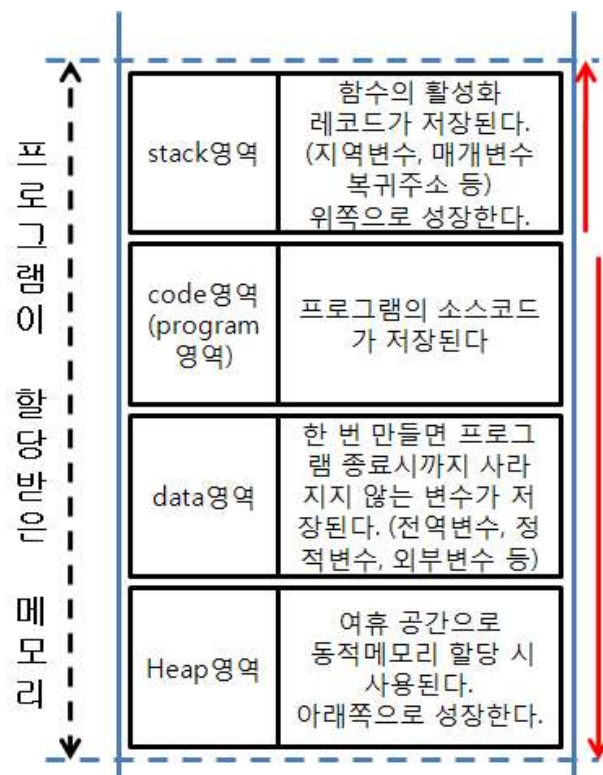 프로그램이 할당받은 메모리
stack영역
함수의 활성화
레코드가 저장된다.
(지역변수, 매개변수
복귀주소 등)
위쪽으로 성장한다.
code영역
(program
영역)
프로그램의 소스코드
가 저장된다
data영역
한 번 만들면 프로그
램 종료시까지 사라
지지 않는 변수가 저
장된다. (전역변수, 정
적변수, 외부변수 등)
Heap영역
여휴 공간으로
동적메모리 할당 시
사용된다.
아래쪽으로 성장한다.